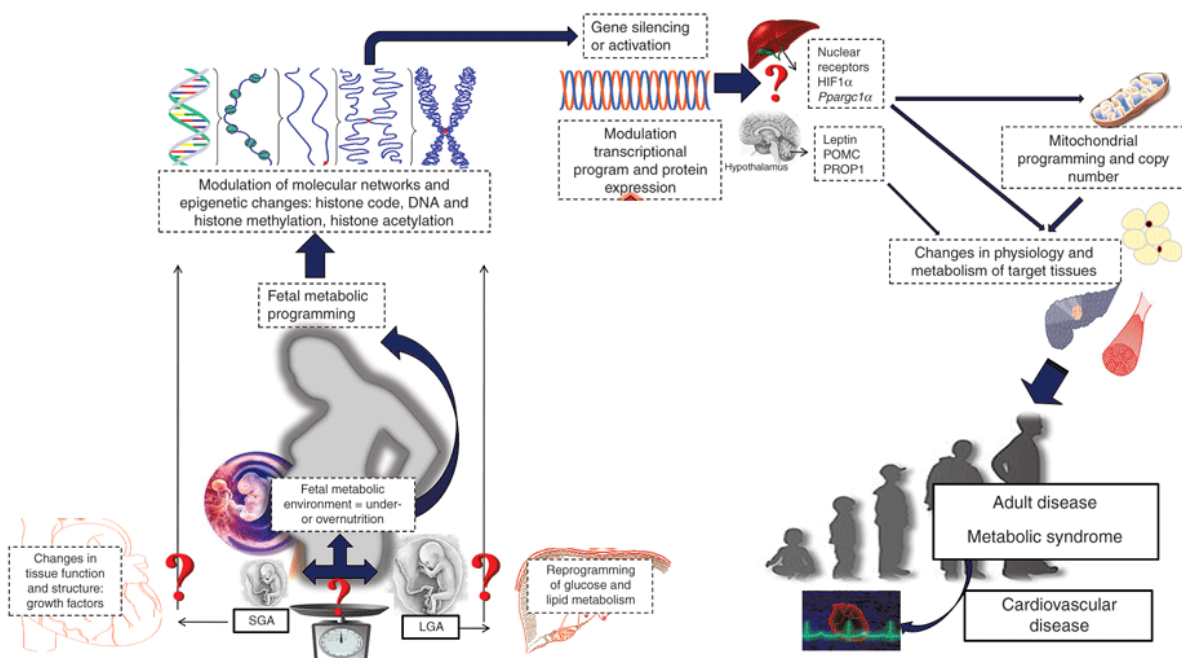 Gene silencing
or activation
Nuclear
receptors
HIF1α
Ppargc1α
Modulation
transcriptional
program and protein
expression
Hypothalamus
Leptin
POMC
PROP1
Mitochondrial
programming and copy
number
Modulation of molecular networks and
epigenetic changes: histone code, DNA and
histone methylation, histone acetylation
Changes in physiology and
metabolism of target tissues
Fetal metabolic
programming
?
Fetal metabolic
environment = under-
or overnutrition
Changes in
tissue function
and structure:
growth factors
?
SGA
?
LGA
?
Reprogramming
of glucose and
lipid metabolism
Adult disease
Metabolic syndrome
Cardiovascular
disease